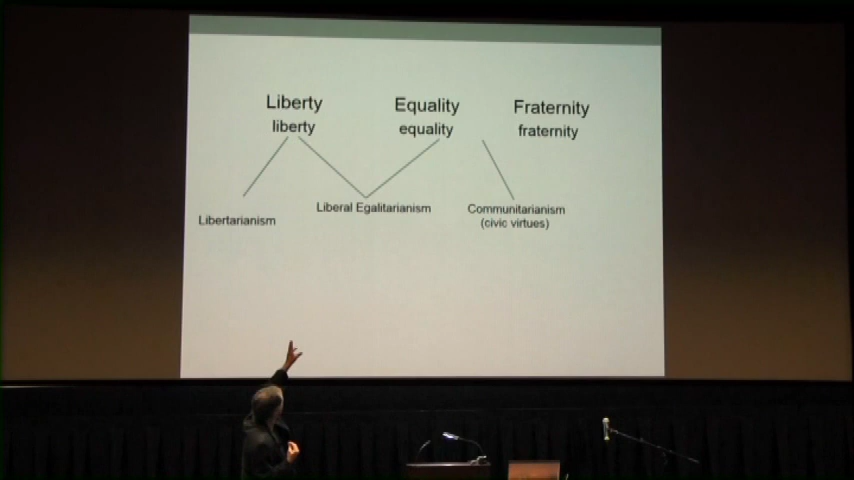 Liberty Equality Fraternity
liberty equality fraternity
Libertarianism
Liberal Egalitarianism
Communitarianism
(civic virtues)